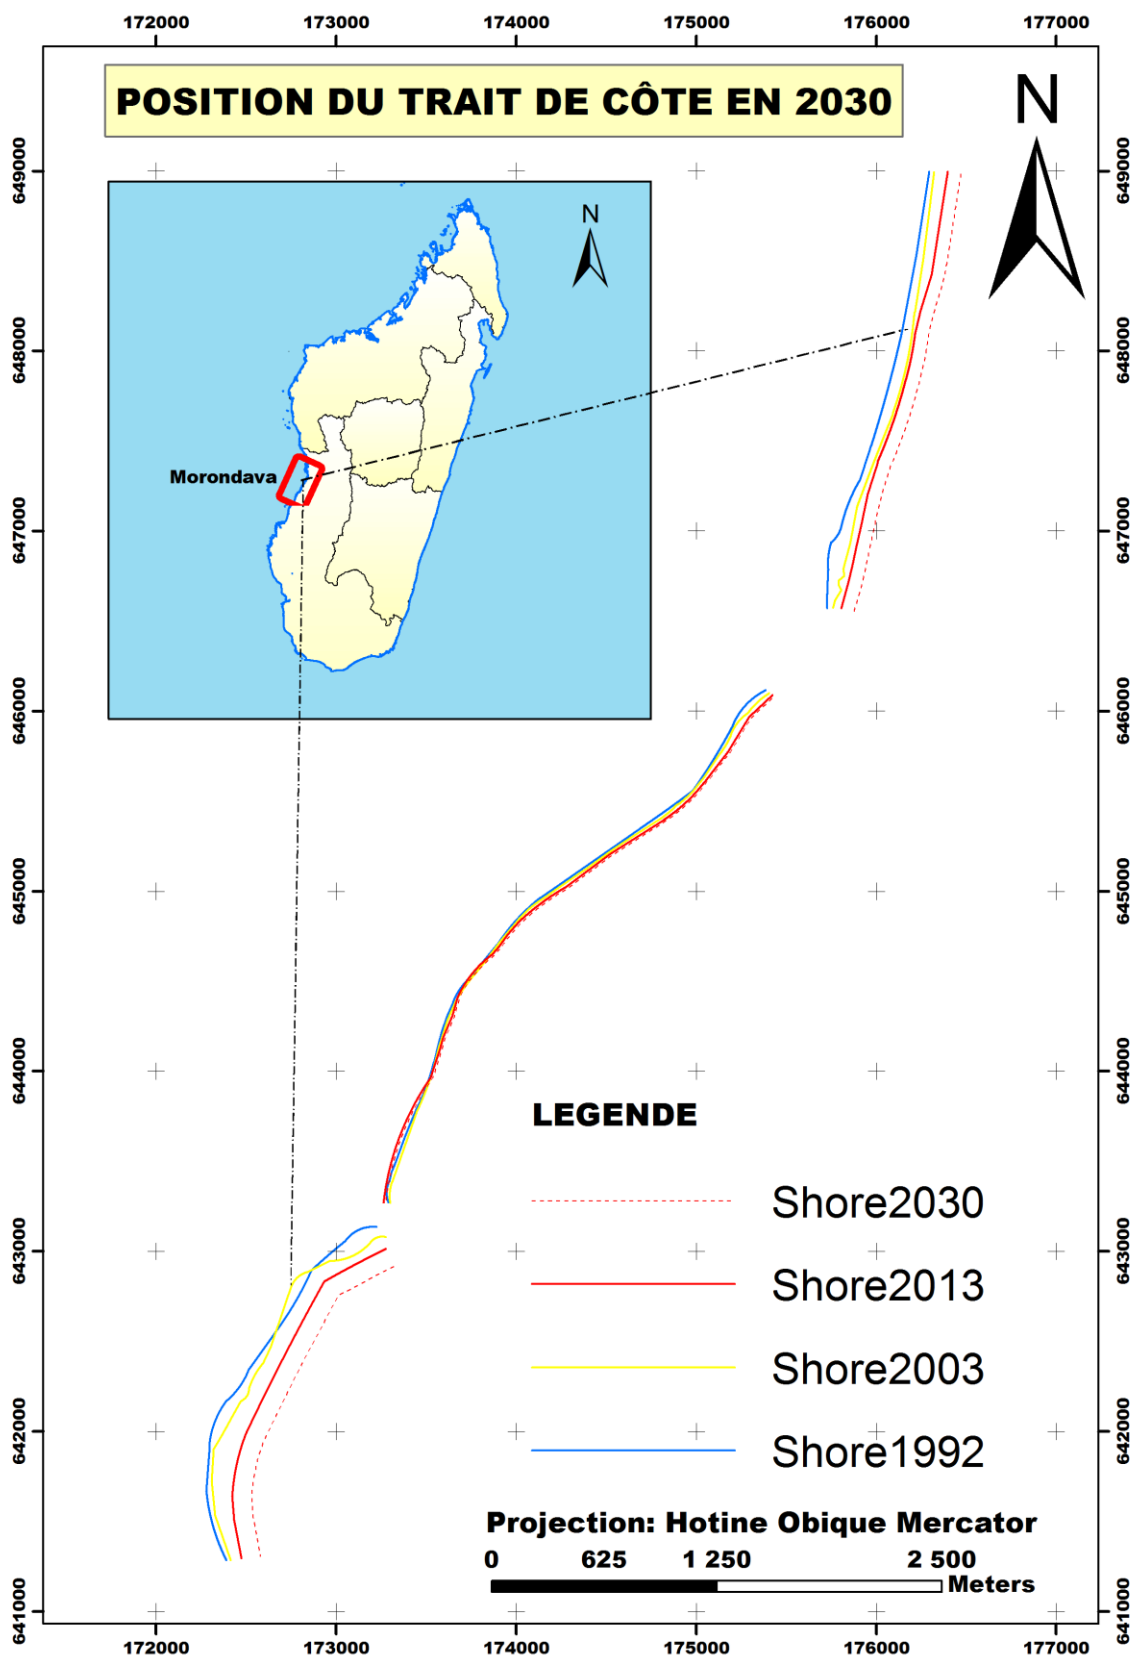 172000 173000 174000 175000 176000 177000
POSITION DU TRAIT DE CÔTE EN 2030
N
N
Morondava
649000 649000
648000 648000
647000 647000
646000 646000
645000 645000
644000 644000
643000 643000
642000 642000
641000 641000
LEGENDE
Shore2030
Shore2013
Shore2003
Shore1992
Projection: Hotine Obique Mercator
0 625 1 250 2 500
Meters
172000 173000 174000 175000 176000 177000